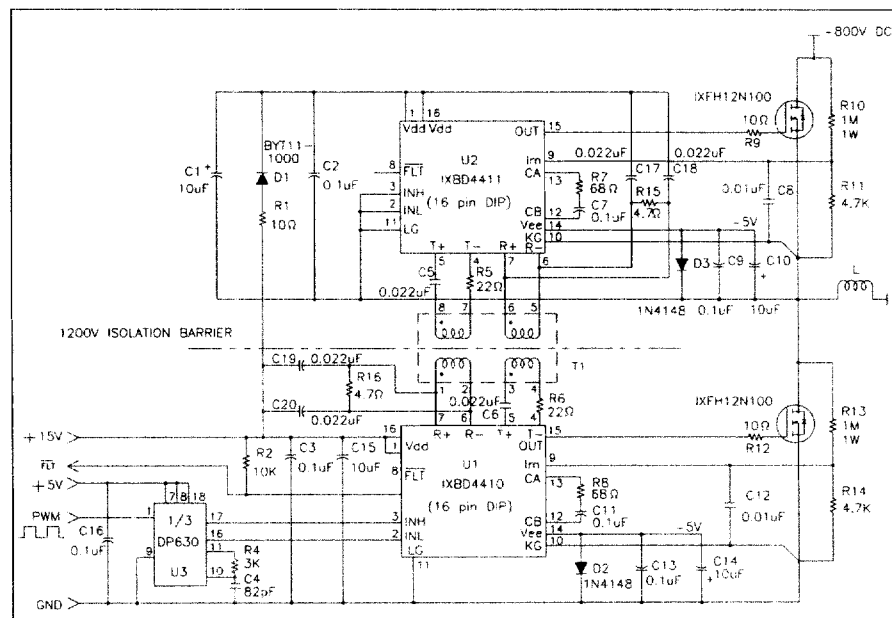 -800V DC
IXFH12N100
10Ω
R9
R10
1M
1W
1
16
Vdd Vdd
OUT
15
BYT11-
1000
D1
C1 +
10uF
C2
0.1uF
8
FLT
U2
IXBD4411
(16 pin DIP)
Im
9
CA
13
0.022uF
0.022uF
C17
C18
R7
68Ω
R15
4.7Ω
C7
0.1uF
0.01uF
C8
R11
4.7K
3
INH
2
INL
11
LG
CB
12
Vee
14
KG
10
R-
-5V
R1
10Ω
T+
T-
R+
5
4
7
6
C5
0.022uF
R5
22Ω
D3
1N4148
C9
0.1uF
C10
+
10uF
L
8
7
6
5
1200V ISOLATION BARRIER
T1
1
2
3
4
C19
0.022uF
R16
4.7Ω
C20
0.022uF
0.022uF
C6
R6
22Ω
IXFH12N100
10Ω
R12
R13
1M
1W
7
6
5
4
R+
R-
T+
T-
+15V
FLT
+5V
PWM
GND
R2
10K
C3
0.1uF
C15
10uF
16
1
Vdd
8
FLT
U1
IXBD4410
(16 pin DIP)
OUT
15
Im
9
CA
13
R8
68Ω
C11
0.1uF
C12
0.01uF
R14
4.7K
CB
12
Vee
14
KG
10
-5V
3
INH
2
INL
LG
11
C16
0.1uF
7
8
18
1
1/3
DP630
U3
9
17
16
11
10
R4
3K
C4
82pF
D2
1N4148
C13
0.1uF
C14
+10uF